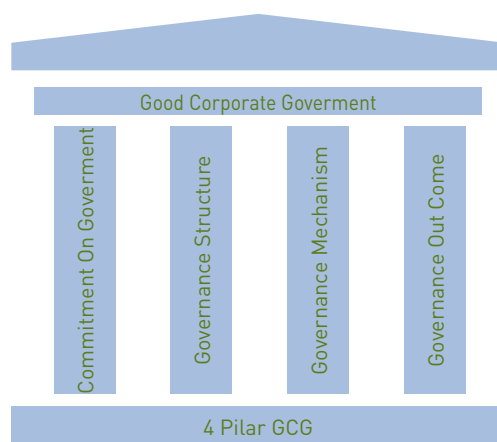 Good Corporate Goverment
Commitment On Goverment
Governance Structure
Governance Mechanism
Governance Out Come
4 Pilar GCG